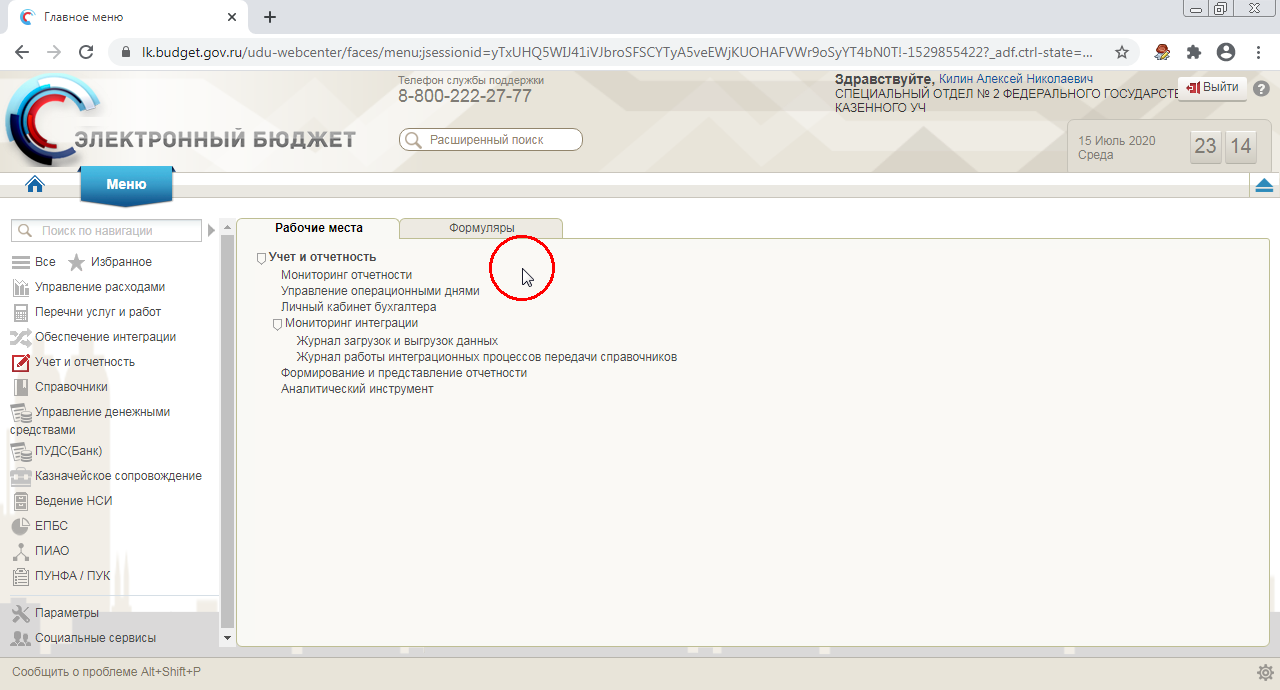 Главное меню
lk.budget.gov.ru/udu-webcenter/faces/menu;jsessionid=yTxUHQ5WIJ41iVJbroSFSCYTyA5veEWjKUOHAFVWr9oSyYT4bN0T!-1529855422?_adf.ctrl-state=...
Телефон службы поддержки
8-800-222-27-77
Здравствуйте, Килин Алексей Николаевич
СПЕЦИАЛЬНЫЙ ОТДЕЛ № 2 ФЕДЕРАЛЬНОГО ГОСУДАРСТВЕ
КАЗЕННОГО УЧ
Выйти
ЭЛЕКТРОННЫЙ БЮДЖЕТ
Расширенный поиск
15 Июль 2020
Среда
23 14
Меню
Поиск по навигации
Все Избранное
Управление расходами
Перечни услуг и работ
Обеспечение интеграции
Учет и отчетность
Справочники
Управление денежными
средствами
ПУДС(Банк)
Казначейское сопровождение
Ведение НСИ
ЕПБС
ПИАО
ПУНФА / ПУК
Параметры
Социальные сервисы
Рабочие места
Формуляры
Учет и отчетность
Мониторинг отчетности
Управление операционными днями
Личный кабинет бухгалтера
Мониторинг интеграции
Журнал загрузок и выгрузок данных
Журнал работы интеграционных процессов передачи справочников
Формирование и представление отчетности
Аналитический инструмент
Сообщить о проблеме Alt+Shift+P